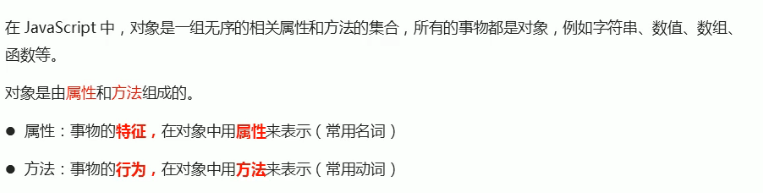 在 JavaScript 中，对象是一组无序的相关属性和方法的集合，所有的事物都是对象，例如字符串、数值、数组、
函数等。
对象是由属性和方法组成的。
● 属性：事物的特征，在对象中用属性来表示（常用名词）
● 方法：事物的行为，在对象中用方法来表示（常用动词）